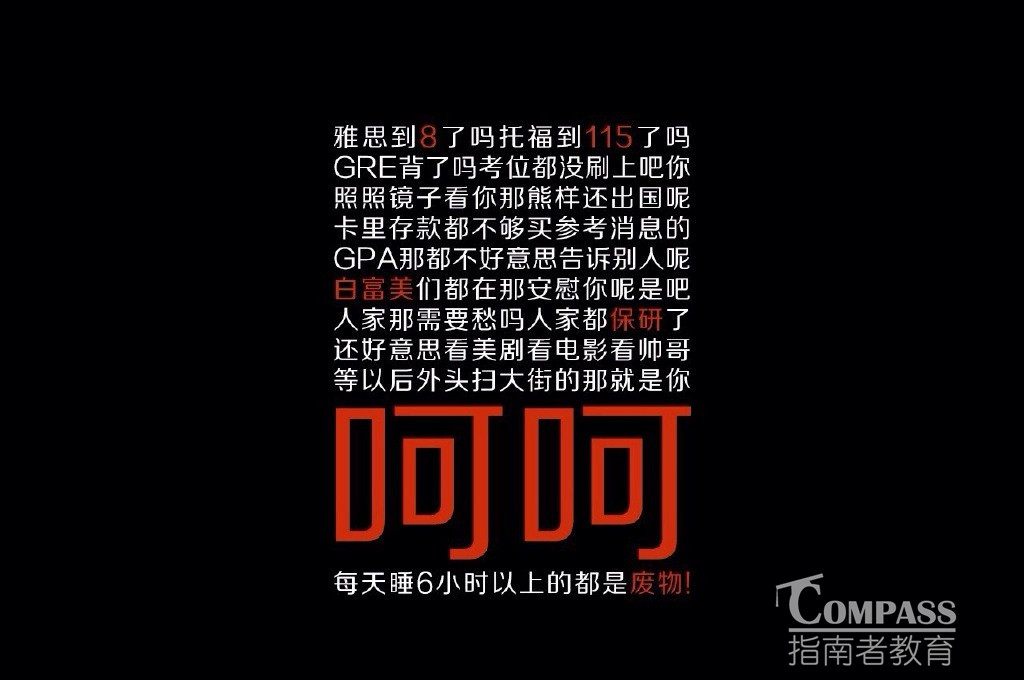 雅思到8了吗托福到115了吗
GRE背了吗考位都没刷上吧你
照照镜子看你那熊样还出国呢
卡里存款都不够买参考消息的
GPA那都不好意思告诉别人呢
白富美们都在那安慰你呢是吧
人家那需要愁吗人家都保研了
还好意思看美剧看电影看帅哥
等以后外头扫大街的那就是你
呵呵
每天睡6小时以上的都是废物!
COMPASS
指南者教育